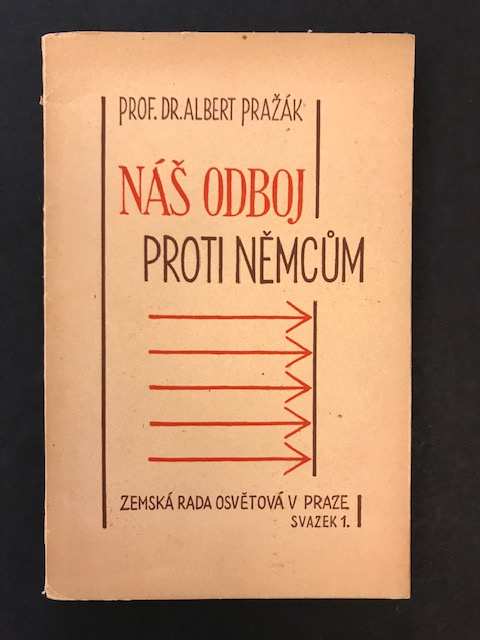 PROF. DR. ALBERT PRAŽÁK
NÁŠ ODBOJ
PROTI NĚMCŮM
ZEMSKÁ RADA OSVĚTOVÁ V PRAZE
SVAZEK 1.